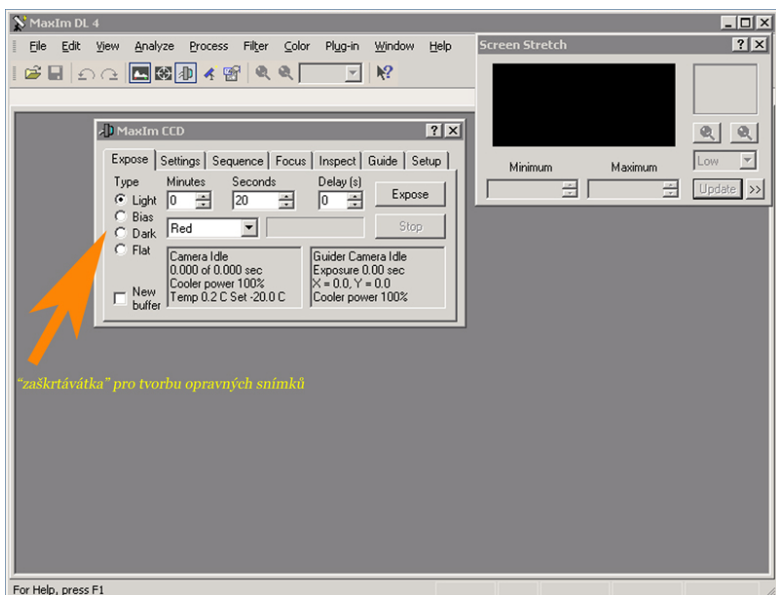 MaxIm DL 4
File Edit View Analyze Process Filter Color Plug-in Window Help
Screen Stretch
Minimum Maximum
Low
Update >>
MaxIm CCD
Expose Settings Sequence Focus Inspect Guide Setup
Type Minutes Seconds Delay (s)
Light 0 20 0 Expose
Bias
Dark Red Stop
Flat
Camera Idle
0.000 of 0.000 sec
Cooler power 100%
Temp 0.2 C Set -20.0 C
Guider Camera Idle
Exposure 0.00 sec
X = 0.0, Y = 0.0
Cooler power 100%
New
buffer
“zaškrtávátka” pro tvorbu opravných snímků
For Help, press F1